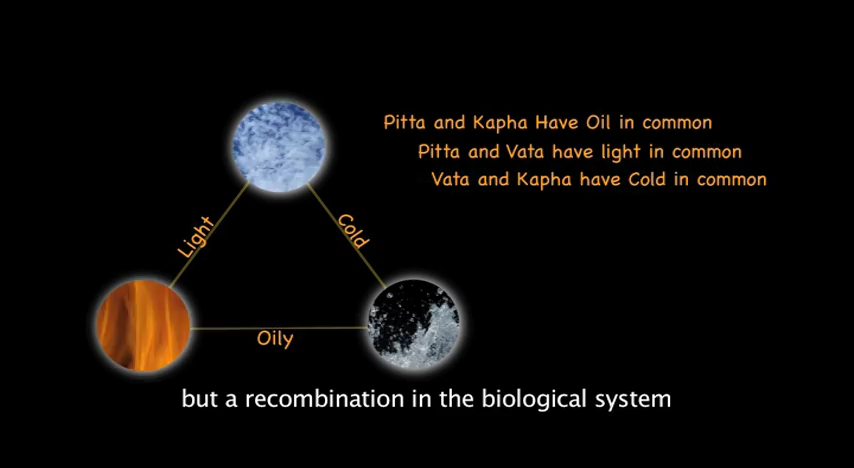 Pitta and Kapha Have Oil in common
Pitta and Vata have light in common
Vata and Kapha have Cold in common
Light
Cold
Oily
but a recombination in the biological system